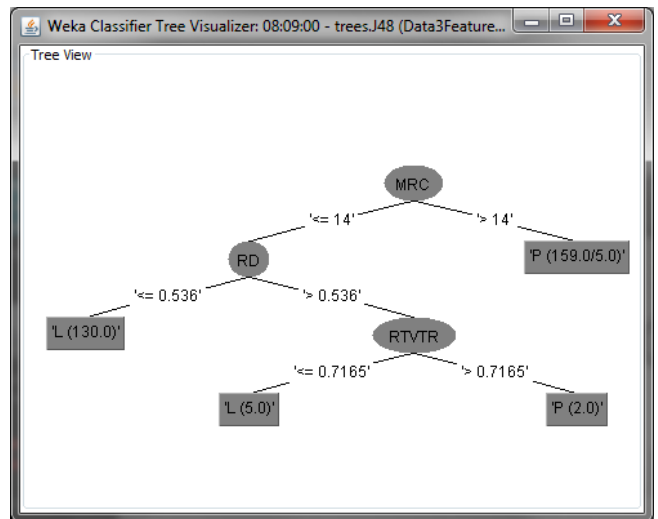 Weka Classifier Tree Visualizer: 08:09:00 - trees.J48 (Data3Feature...
Tree View
MRC
'<= 14'
'> 14'
RD
'P (159.0/5.0)'
'<= 0.536'
'> 0.536'
'L (130.0)'
RTVTR
'<= 0.7165'
'> 0.7165'
'L (5.0)'
'P (2.0)'